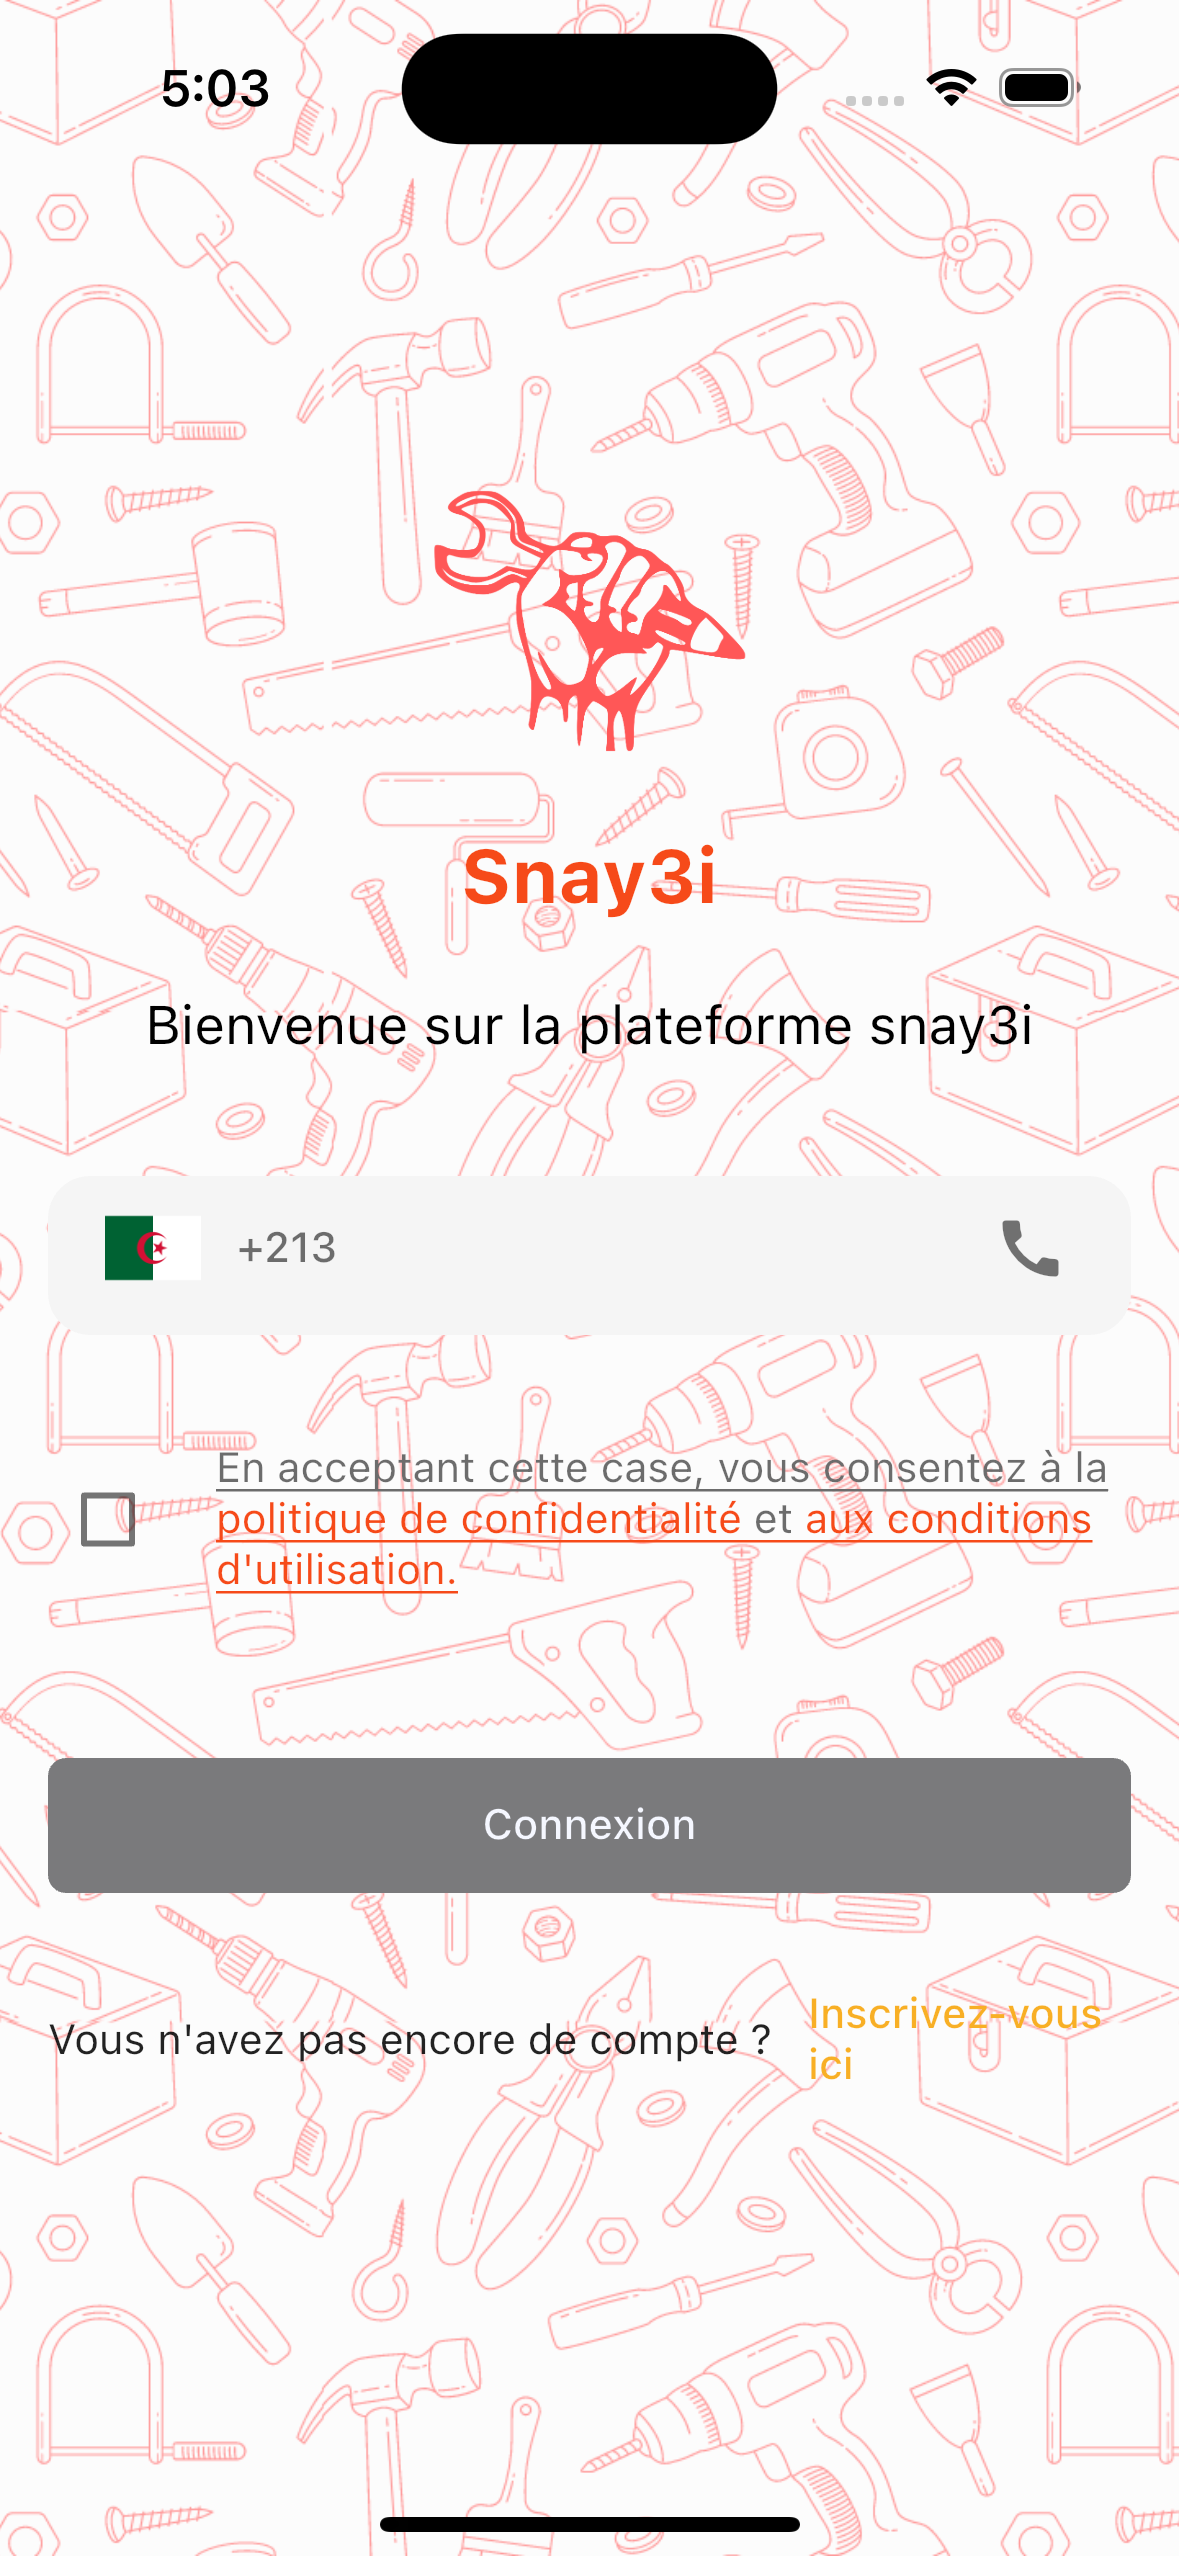 5:03
Snay3i
Bienvenue sur la plateforme snay3i
+213
En acceptant cette case, vous consentez à la
politique de confidentialité et aux conditions
d'utilisation.
Connexion
Vous n'avez pas encore de compte ?
Inscrivez-vous
ici